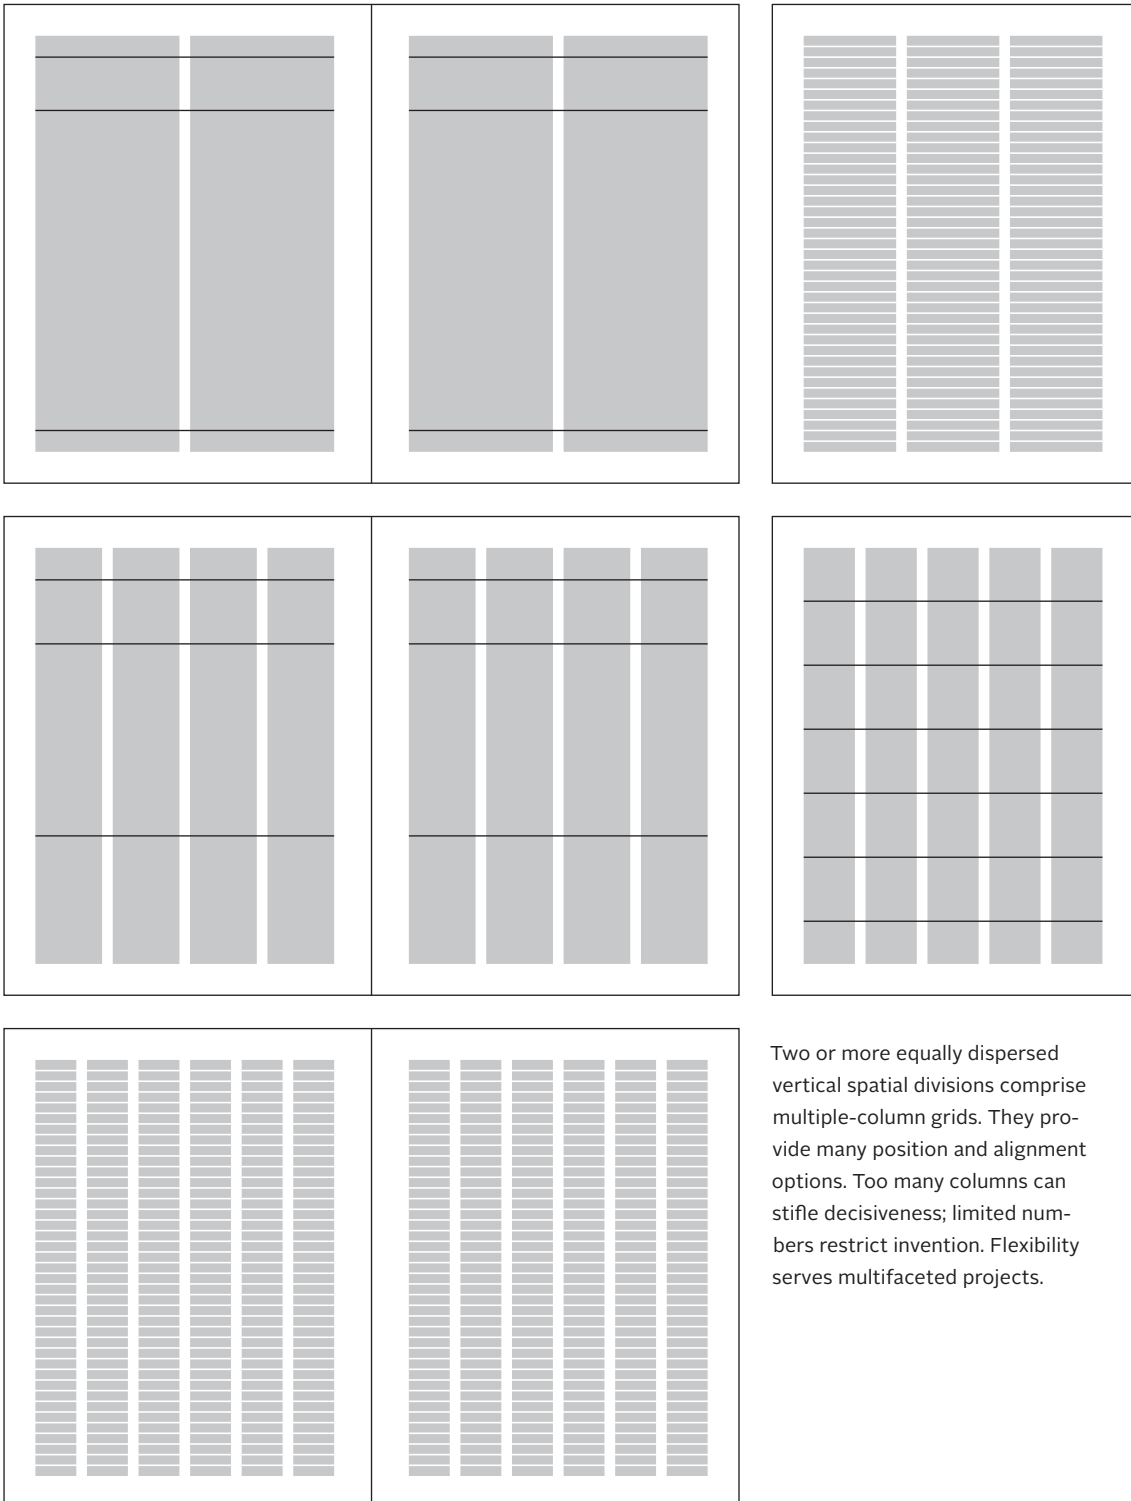 Two or more equally dispersed
vertical spatial divisions comprise
multiple-column grids. They pro-
vide many position and alignment
options. Too many columns can
stifle decisiveness; limited num-
bers restrict invention. Flexibility
serves multifaceted projects.